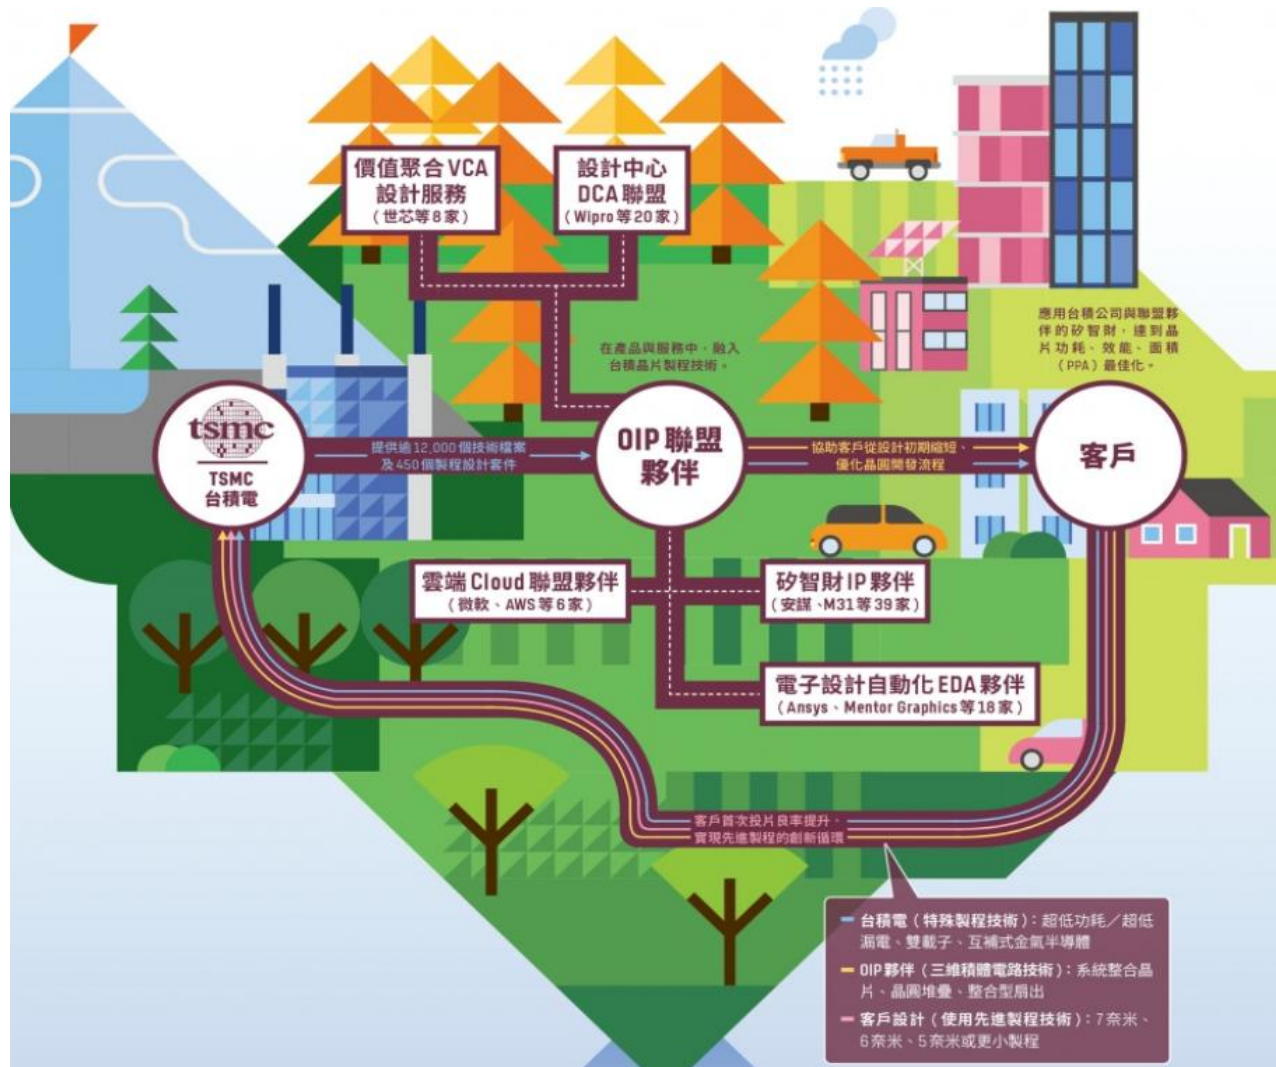 價值聚合 VCA
設計服務
（世芯等8家）
設計中心
DCA 聯盟
（Wipro 等 20 家）
應用台積公司與聯盟夥
伴的矽智財，達到晶
片功耗、效能、面積
（PPA）最佳化。
在產品與服務中，融入
台積晶片製程技術。
tsmc
TSMC
台積電
提供逾 12,000 個技術檔案
及 450 個製程設計套件
OIP 聯盟
夥伴
協助客戶從設計初期縮短、
優化晶圓開發流程
客戶
雲端 Cloud 聯盟夥伴
（微軟、AWS 等 6 家）
矽智財 IP 夥伴
（安謀、M31 等 39 家）
電子設計自動化 EDA 夥伴
（Ansys、Mentor Graphics 等 18 家）
客戶首次投片良率提升，
實現先進製程的創新循環
台積電（特殊製程技術）：超低功耗／超低
漏電、雙載子、互補式金氧半導體
OIP 夥伴（三維積體電路技術）：系統整合晶
片、晶圓堆疊、整合型扇出
客戶設計（使用先進製程技術）：7 奈米、
6 奈米、5 奈米或更小製程